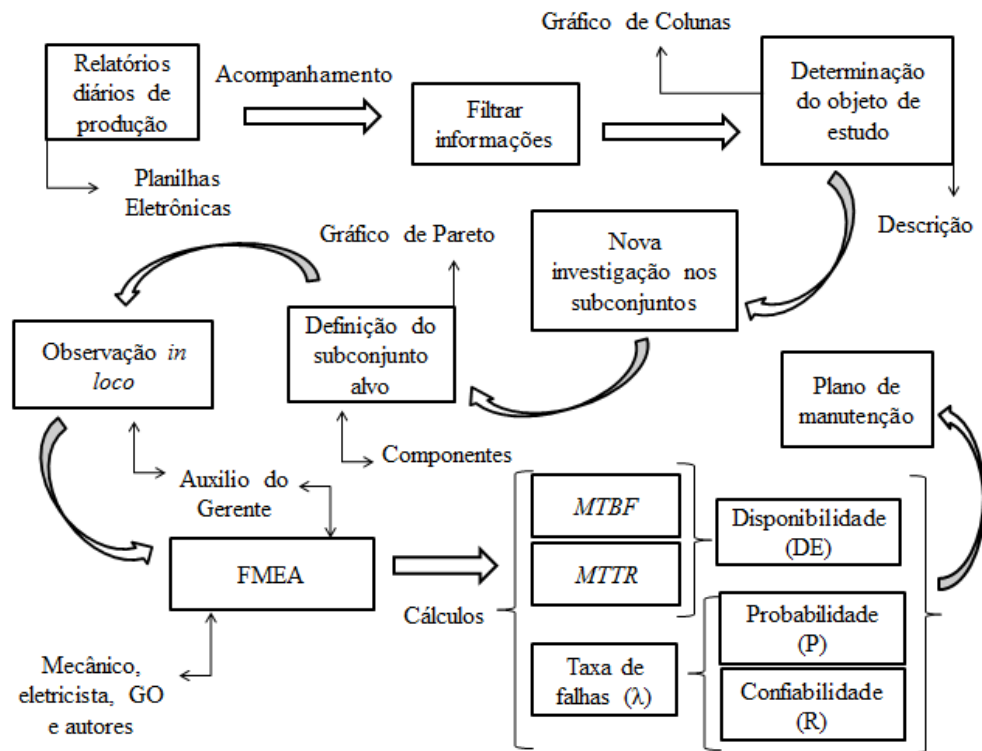 Gráfico de Colunas
Relatórios
diários de
produção
Acompanhamento
Filtrar
informações
Determinação
do objeto de
estudo
Planilhas
Eletrônicas
Descrição
Gráfico de Pareto
Nova
investigação nos
subconjuntos
Definição do
subconjunto
alvo
Observação in
loco
Plano de
manutenção
Componentes
Auxilio do
Gerente
FMEA
Cálculos
MTBF
MTTR
Disponibilidade
(DE)
Taxa de
falhas (λ)
Probabilidade
(P)
Confiabilidade
(R)
Mecânico,
eletricista, GO
e autores